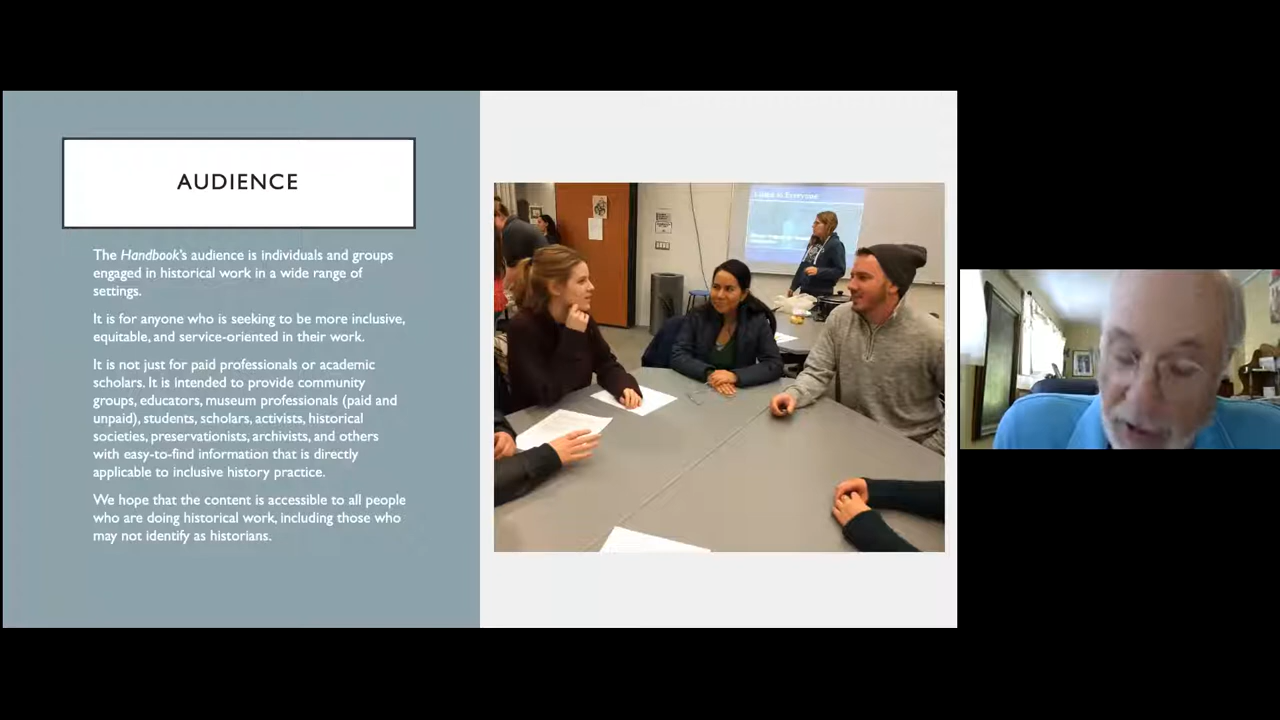 AUDIENCE
The Handbook's audience is individuals and groups
engaged in historical work in a wide range of
settings.
It is for anyone who is seeking to be more inclusive,
equitable, and service-oriented in their work.
It is not just for paid professionals or academic
scholars. It is intended to provide community
groups, educators, museum professionals (paid and
unpaid), students, scholars, activists, historical
societies, preservationists, archivists, and others
with easy-to-find information that is directly
applicable to inclusive history practice.
We hope that the content is accessible to all people
who are doing historical work, including those who
may not identify as historians.